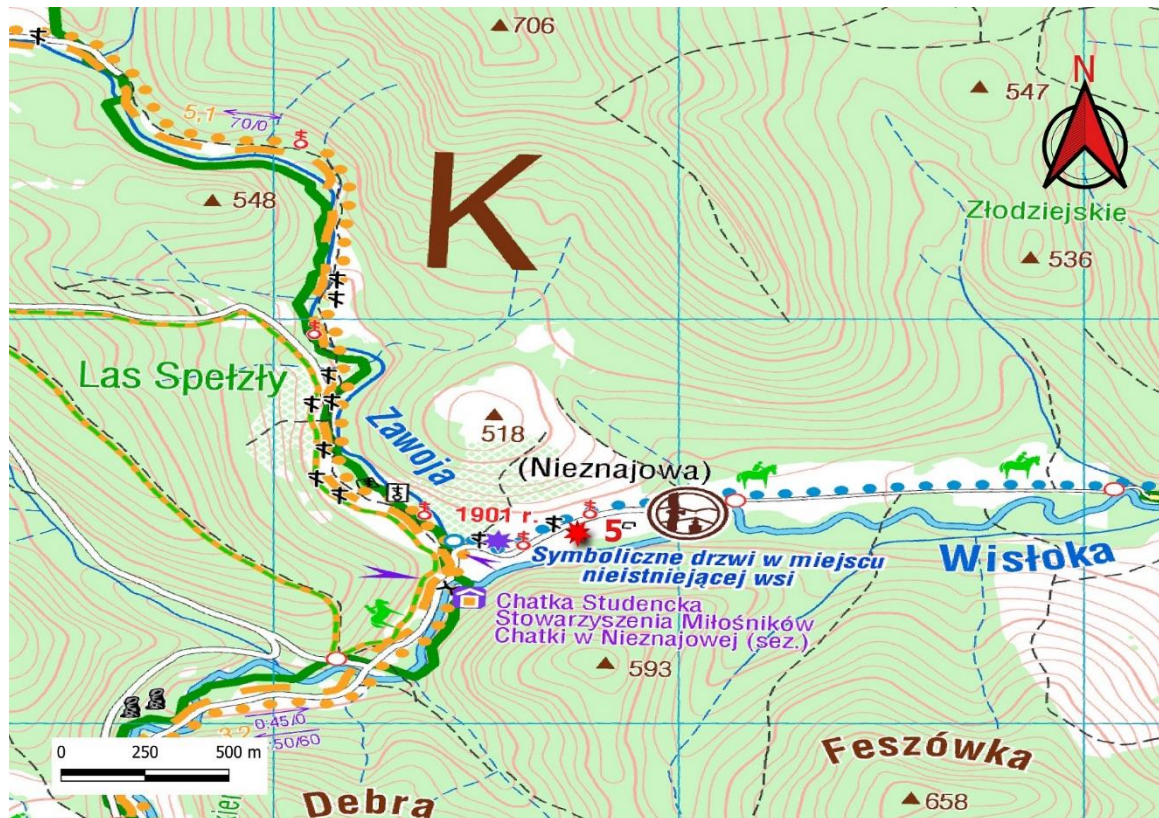 706
N
547
5,1
70/0
K
548
Złodziejskie
536
Las Spełzły
Zawoja
518
(Nieznajowa)
1901 r.
5
Symboliczne drzwi w miejscu
nieistniejącej wsi
Wisłoka
Chatka Studencka
Stowarzyszenia Miłośników
Chatki w Nieznajowej (sez.)
593
3,2
0:45/0
:50/60
0 250 500 m
Feszówka
Debra
658